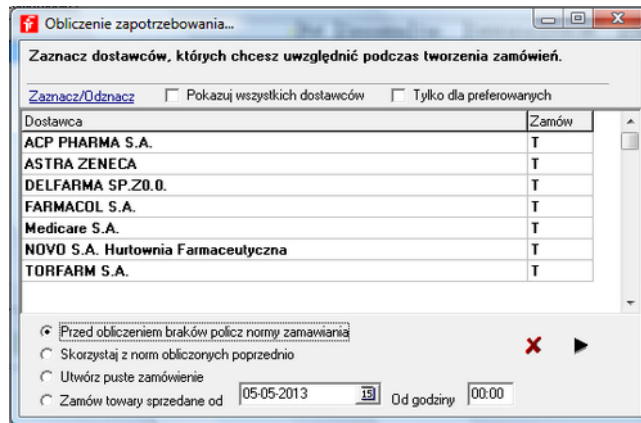 Obliczenie zapotrzebowania...
Zaznacz dostawców, których chcesz uwzględnić podczas tworzenia zamówień.
Zaznacz/Odznacz Pokazuj wszystkich dostawców Tylko dla preferowanych
Dostawca Zamów
ACP PHARMA S.A. T
ASTRA ZENECA T
DELFARMA SP.ZO.O. T
FARMACOL S.A. T
Medicare S.A. T
NOVO S.A. Hurtownia Farmaceutyczna T
TORFARM S.A. T
Przed obliczeniem braków policz normy zamawiania
Skorzystaj z norm obliczonych poprzednio
Utwórz puste zamówienie
Zamów towary sprzedane od 05-05-2013 15 Od godziny 00:00